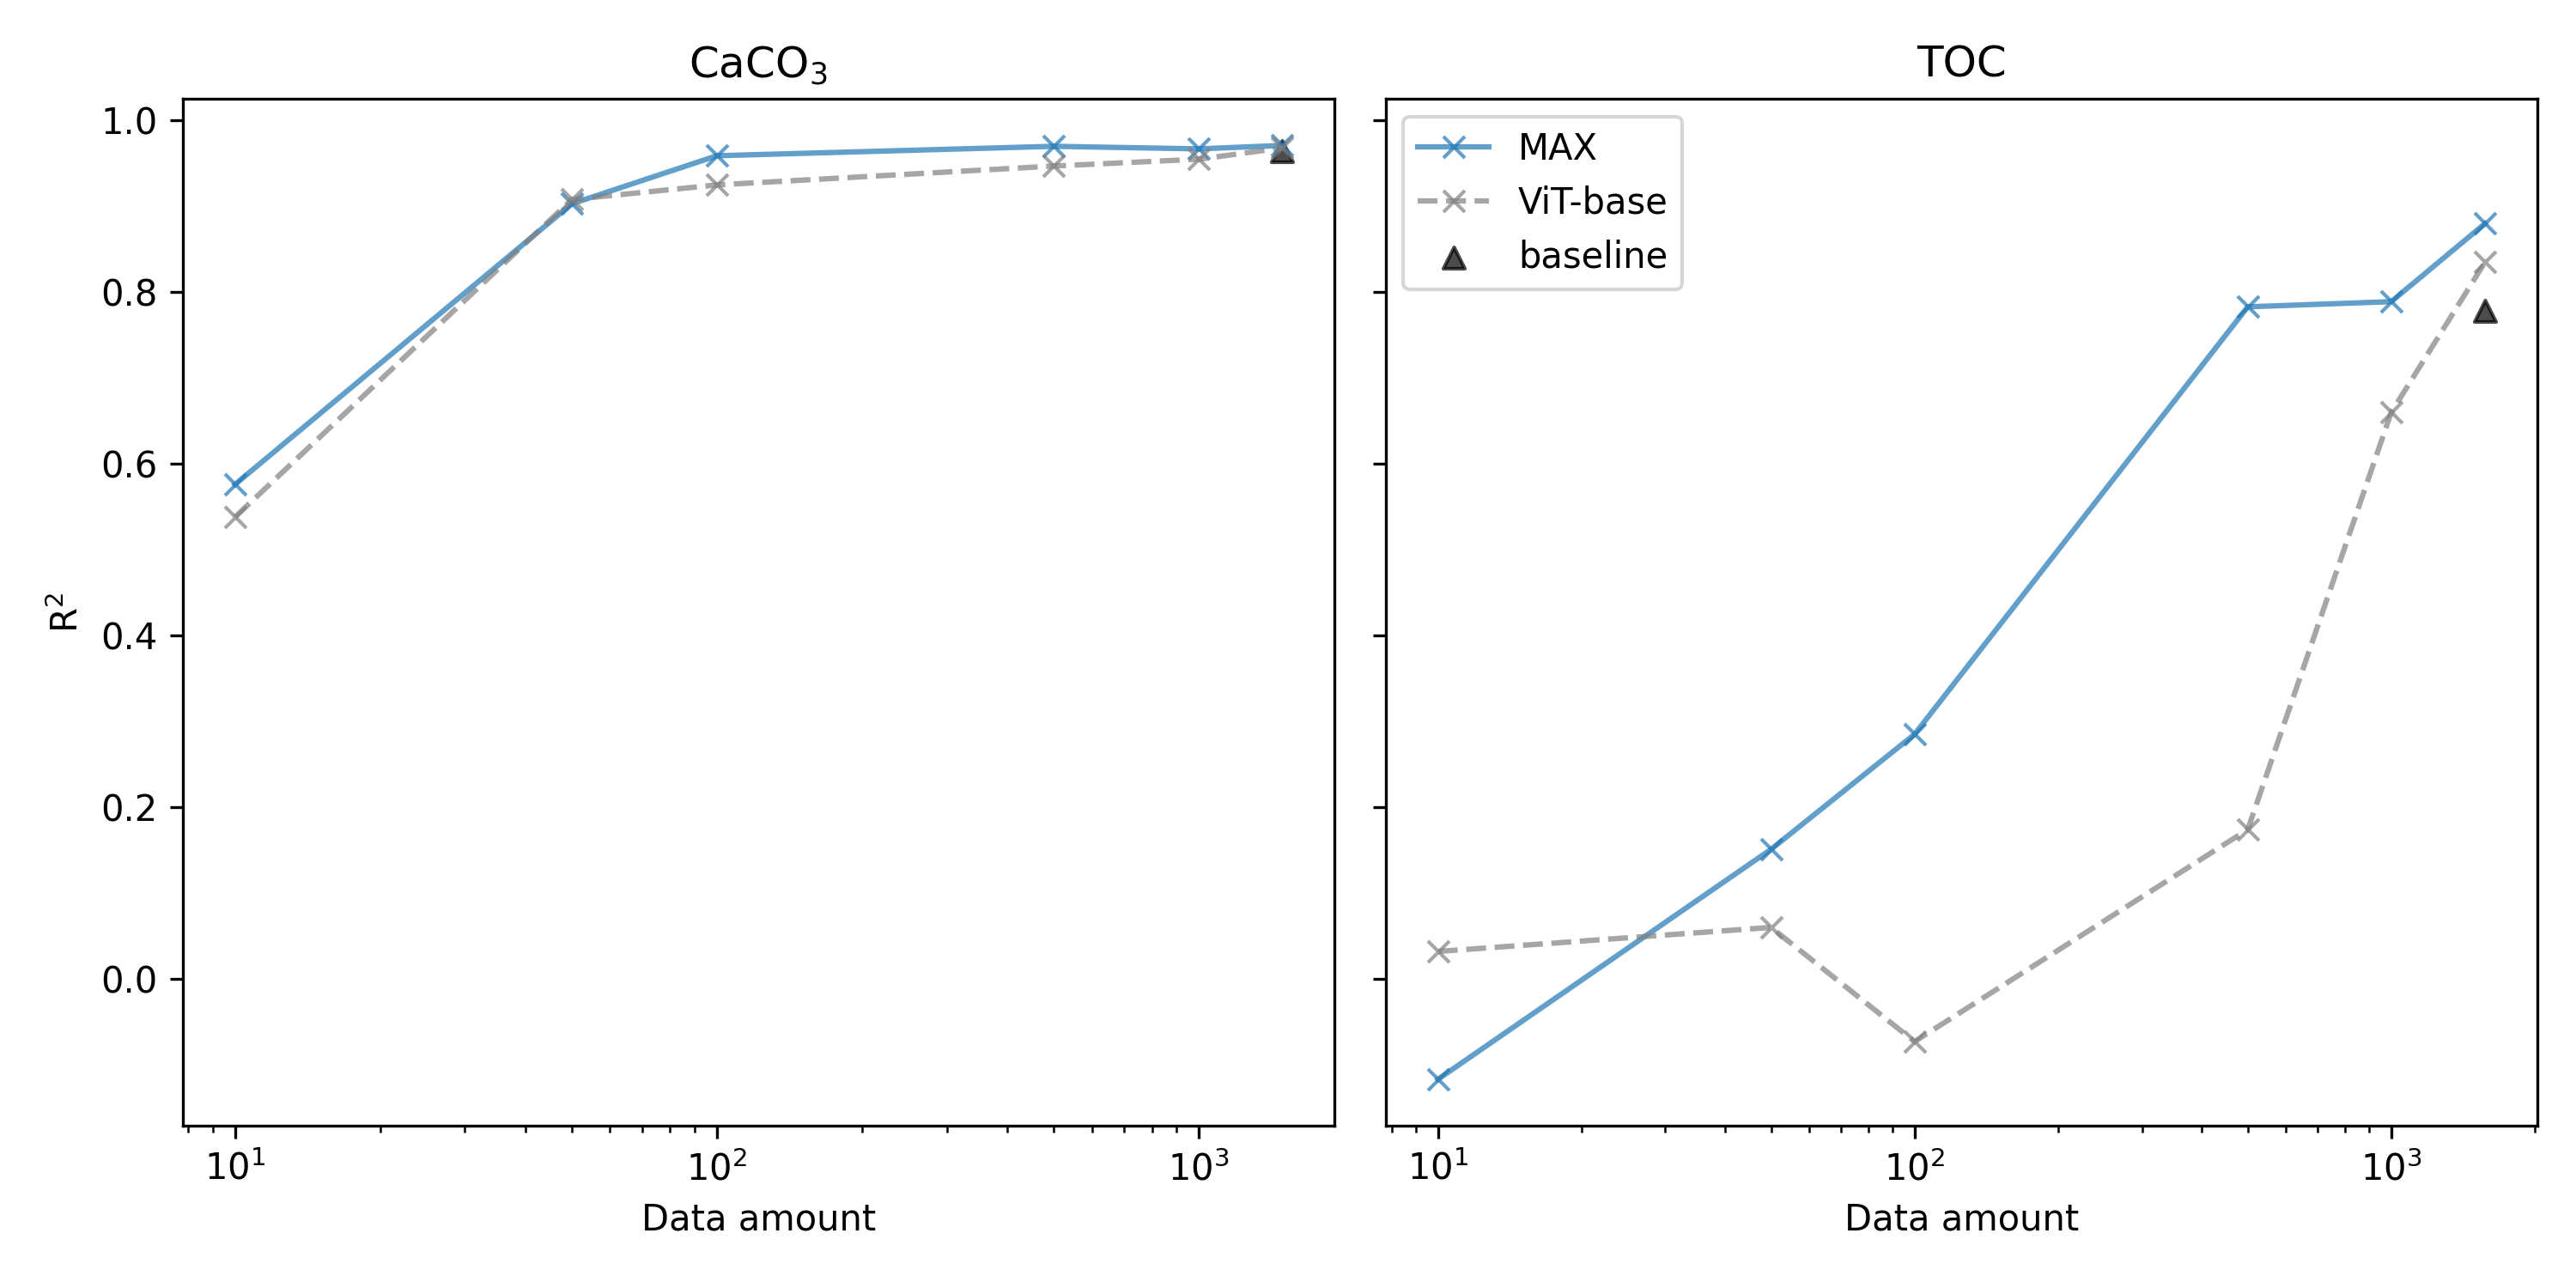 CaCO₃
TOC
1.0
0.8
0.6
0.4
0.2
0.0
R²
10¹
10²
10³
Data amount
MAX
ViT-base
baseline
10¹
10²
10³
Data amount